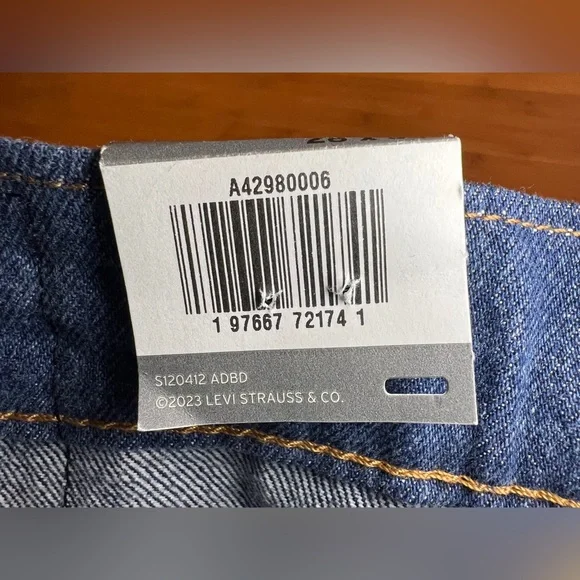 A42980006
1 97667 72174 1
S120412 ADBD
©2023 LEVI STRAUSS & CO.